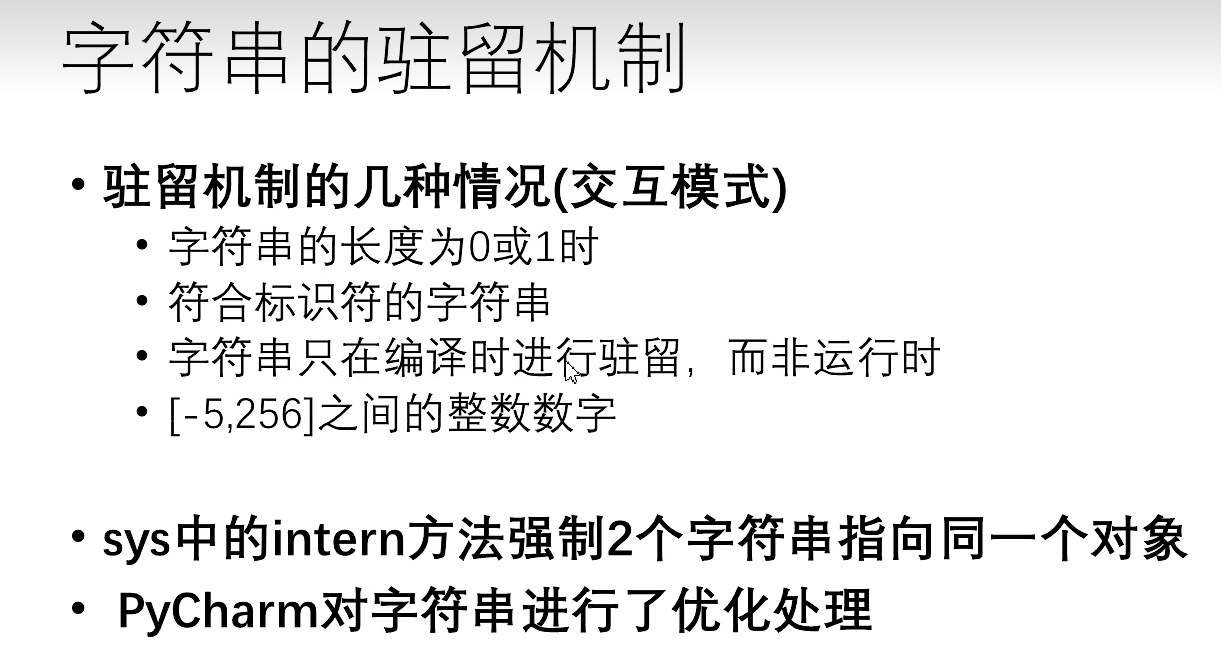 字符串的驻留机制
• 驻留机制的几种情况(交互模式)
• 字符串的长度为0或1时
• 符合标识符的字符串
• 字符串只在编译时进行驻留，而非运行时
• [-5,256]之间的整数数字
• sys中的intern方法强制2个字符串指向同一个对象
• PyCharm对字符串进行了优化处理